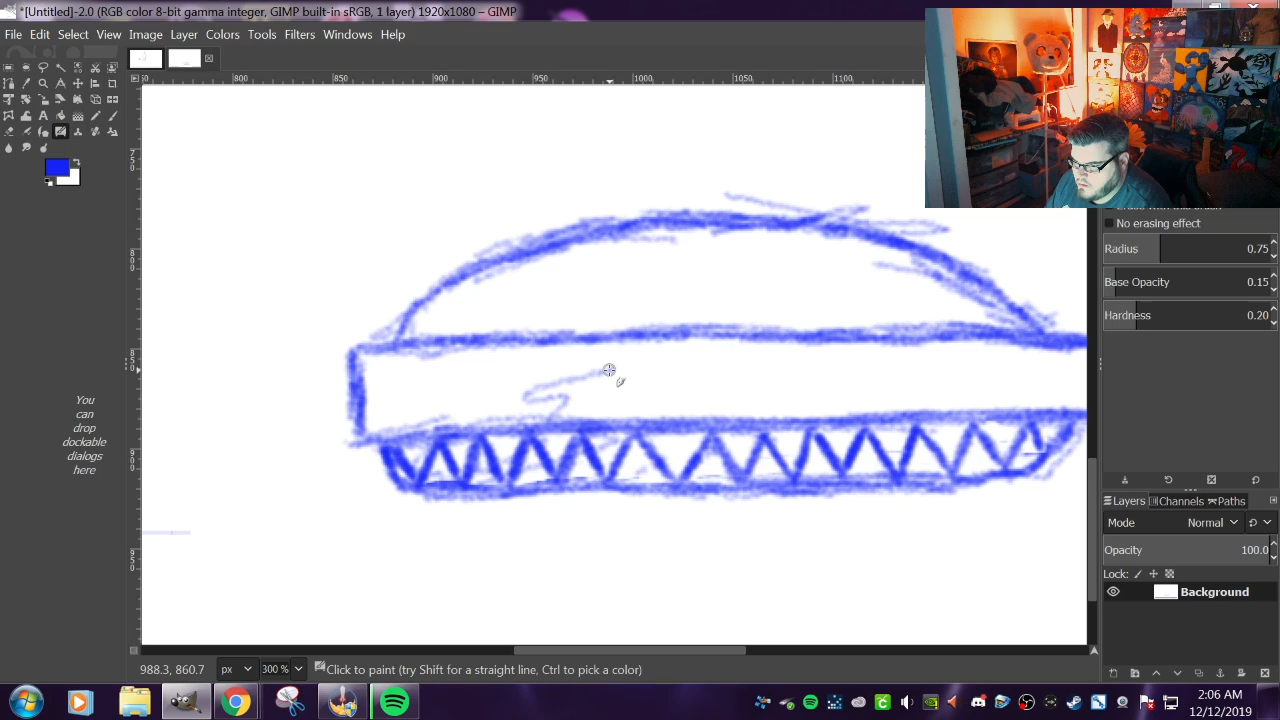 *[Untitled]-2.0 (RGB color 8-bit gamma integer, GIMP built-in sRGB, 1 layer) 1920x1080 – GIMP
File Edit Select View Image Layer Colors Tools Filters Windows Help
800 850 900 950 1000 1050 1100
No erasing effect
Radius 0.75
Base Opacity 0.15
Hardness 0.20
You
can
drop
dockable
dialogs
here
Layers Channels Paths
Mode Normal
Opacity 100.0
Lock:
Background
988.3, 860.7 px 300 % Click to paint (try Shift for a straight line, Ctrl to pick a color)
2:06 AM
12/12/2019